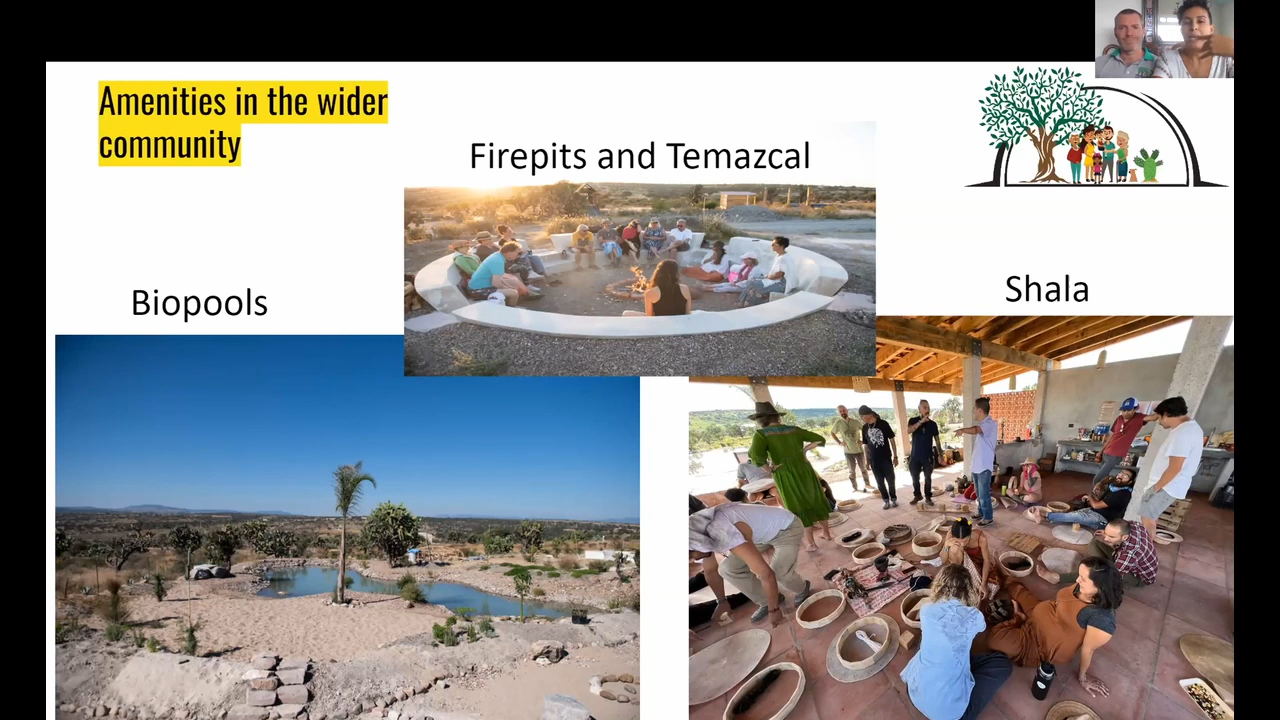 Amenities in the wider
community
Firepits and Temazcal
Biopools
Shala